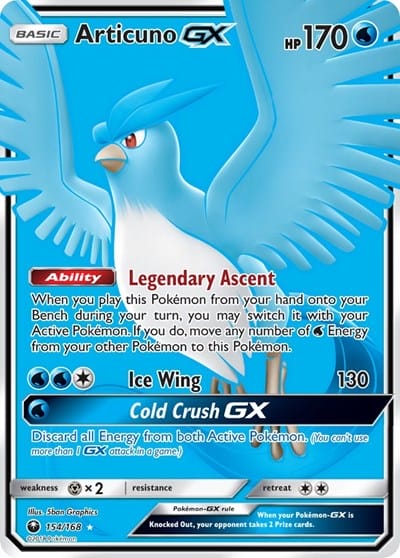 BASIC Articuno GX HP 170
Ability Legendary Ascent
When you play this Pokémon from your hand onto your
Bench during your turn, you may switch it with your
Active Pokémon. If you do, move any number of Energy
from your other Pokémon to this Pokémon.
Ice Wing 130
Cold Crush GX
Discard all Energy from both Active Pokémon. (You can't use
more than 1 GX attack in a game.)
weakness ×2 resistance retreat
Illus. 5ban Graphics
Pokémon-GX rule
154/168
When your Pokémon-GX is
Knocked Out, your opponent takes 2 Prize cards.
©2018 Pokémon